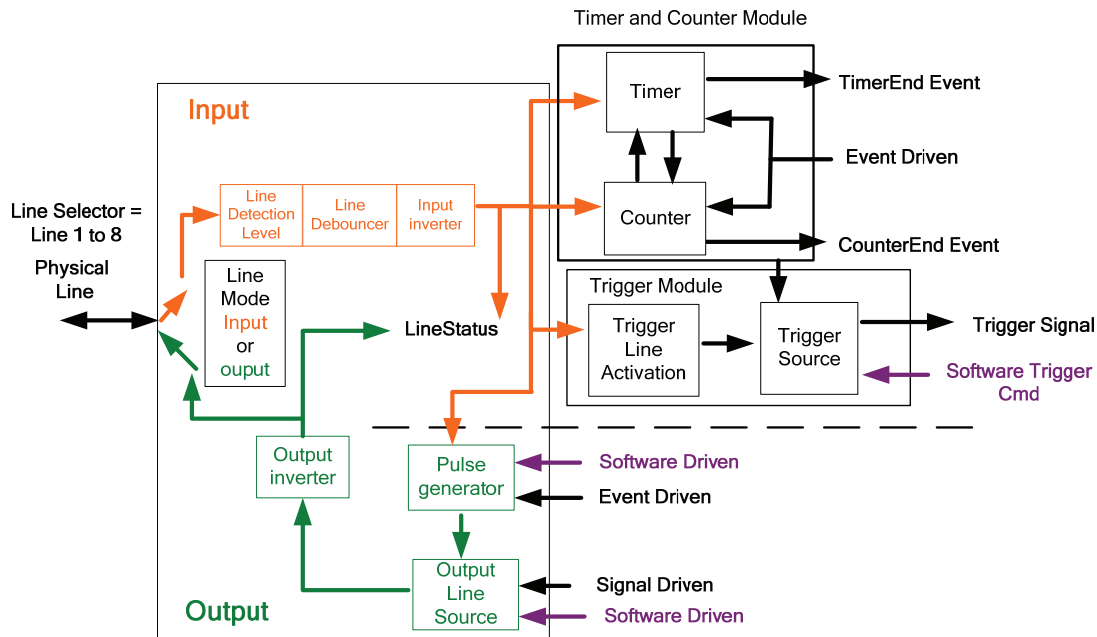 Timer and Counter Module
Input
Timer
TimerEnd Event
Event Driven
Line
Detection
Level
Line
Debouncer
Input
inverter
Counter
CounterEnd Event
Line Selector =
Line 1 to 8
Physical
Line
Line
Mode
Input
or
ouput
LineStatus
Trigger Module
Trigger
Line
Activation
Trigger
Source
Trigger Signal
Software Trigger
Cmd
Output
inverter
Pulse
generator
Software Driven
Event Driven
Output
Line
Source
Signal Driven
Software Driven
Output